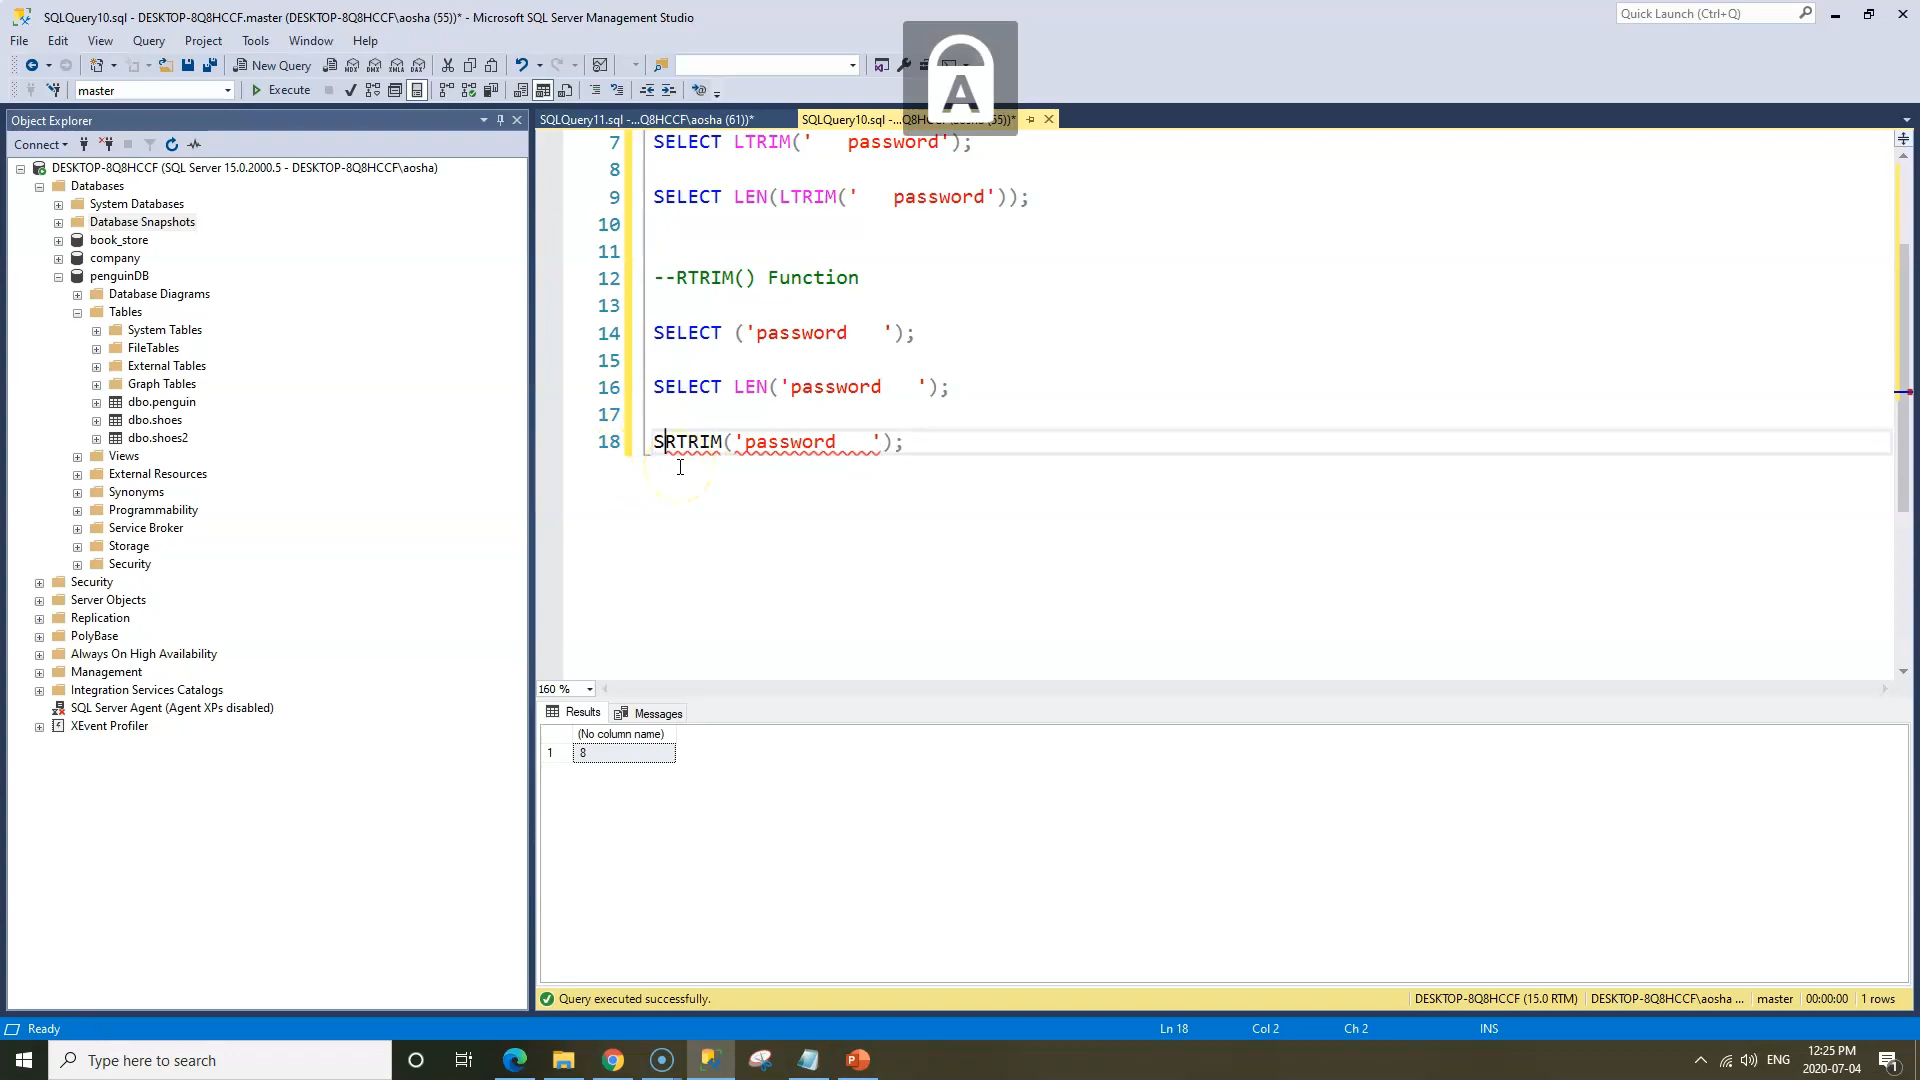 SQLQuery10.sql - DESKTOP-8Q8HCCF.master (DESKTOP-8Q8HCCF\aosha (55))* - Microsoft SQL Server Management Studio
Quick Launch (Ctrl+Q)
File Edit View Query Project Tools Window Help
New Query
A
master
Execute
Object Explorer
SQLQuery11.sql -...Q8HCCF\aosha (61))*
SQLQuery10.sql -...Q8HCCF\aosha (55))*
Connect
DESKTOP-8Q8HCCF (SQL Server 15.0.2000.5 - DESKTOP-8Q8HCCF\aosha)
Databases
System Databases
Database Snapshots
book_store
company
penguinDB
Database Diagrams
Tables
System Tables
FileTables
External Tables
Graph Tables
dbo.penguin
dbo.shoes
dbo.shoes2
Views
External Resources
Synonyms
Programmability
Service Broker
Storage
Security
Security
Server Objects
Replication
PolyBase
Always On High Availability
Management
Integration Services Catalogs
SQL Server Agent (Agent XPs disabled)
XEvent Profiler
7 SELECT LTRIM('   password');
8
9 SELECT LEN(LTRIM('   password'));
10
11
12 --RTRIM() Function
13
14 SELECT ('password   ');
15
16 SELECT LEN('password   ');
17
18 SRTRIM('password   ');
160 %
Results Messages
(No column name)
1 8
Query executed successfully.
DESKTOP-8Q8HCCF (15.0 RTM) DESKTOP-8Q8HCCF\aosha ... master 00:00:00 1 rows
Ready Ln 18 Col 2 Ch 2 INS
Type here to search
ENG
12:25 PM
2020-07-04
1